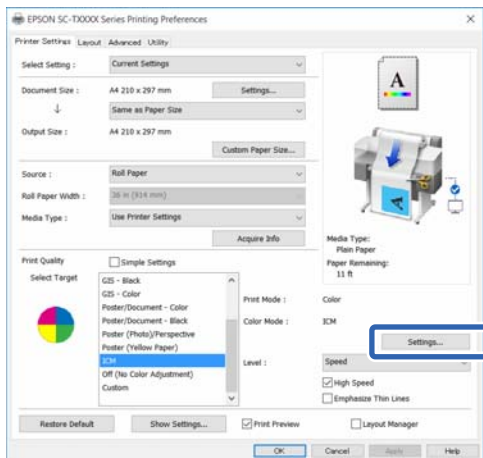 EPSON SC-TXXXX Series Printing Preferences
Printer Settings Layout Advanced Utility
Select Setting : Current Settings
Document Size : A4 210 x 297 mm Settings...
Same as Paper Size
Output Size : A4 210 x 297 mm
Custom Paper Size...
Source : Roll Paper
Roll Paper Width : 36 in (914 mm)
Media Type : Use Printer Settings
Acquire Info
A
Media Type:
Plain Paper
Paper Remaining:
11 ft
Print Quality Simple Settings
Select Target
GIS - Black
GIS - Color
Poster/Document - Color
Poster/Document - Black
Poster (Photo)/Perspective
Poster (Yellow Paper)
ICM
Off (No Color Adjustment)
Custom
Print Mode : Color
Color Mode : ICM
Settings...
Level : Speed
High Speed
Emphasize Thin Lines
Restore Default Show Settings... Print Preview Layout Manager
OK Cancel Apply Help